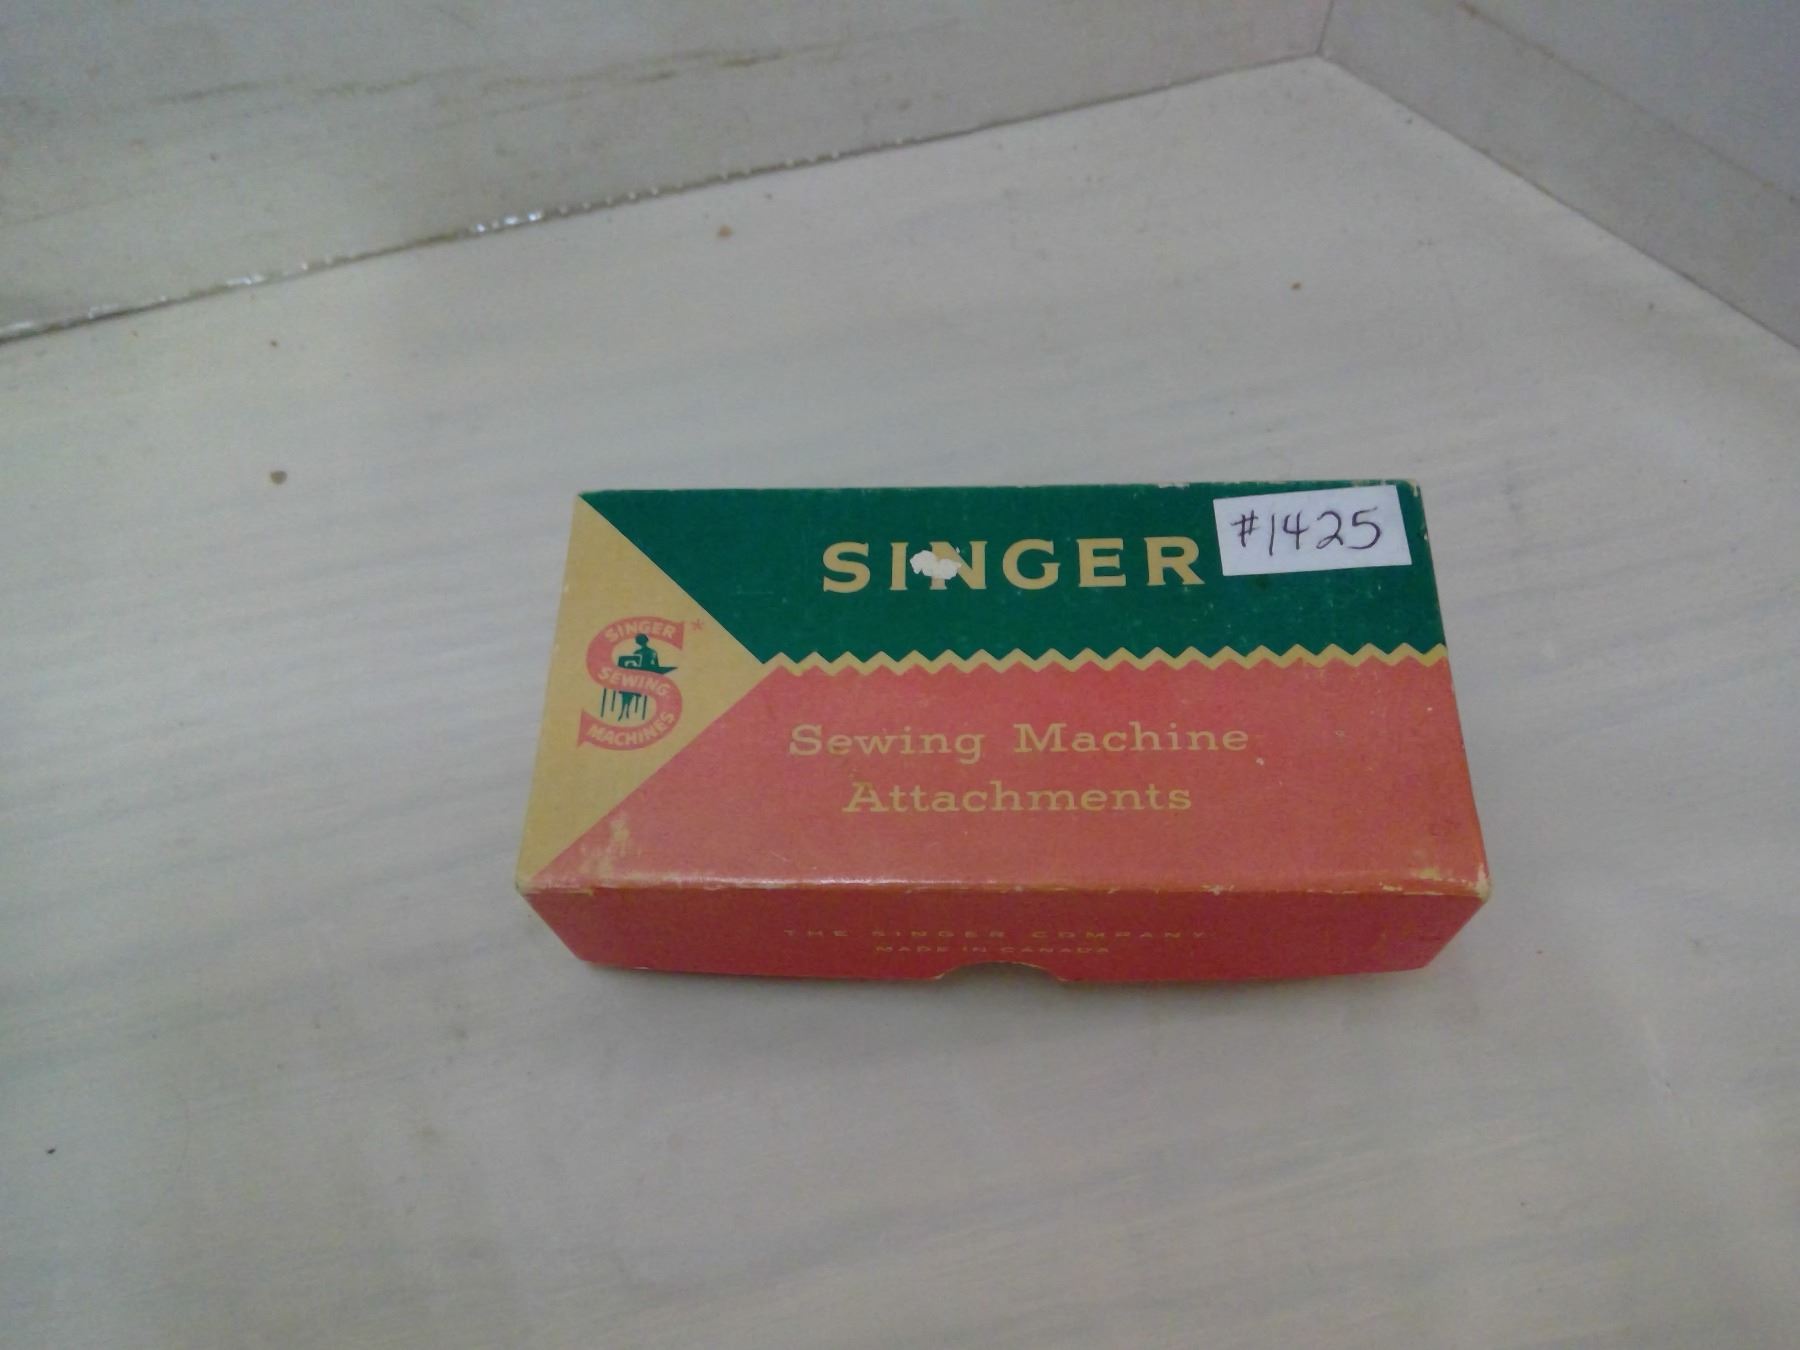 SINGER
#1425
SINGER*
SEWING
MACHINES
Sewing Machine
Attachments
THE SINGER COMPANY
MADE IN CANADA